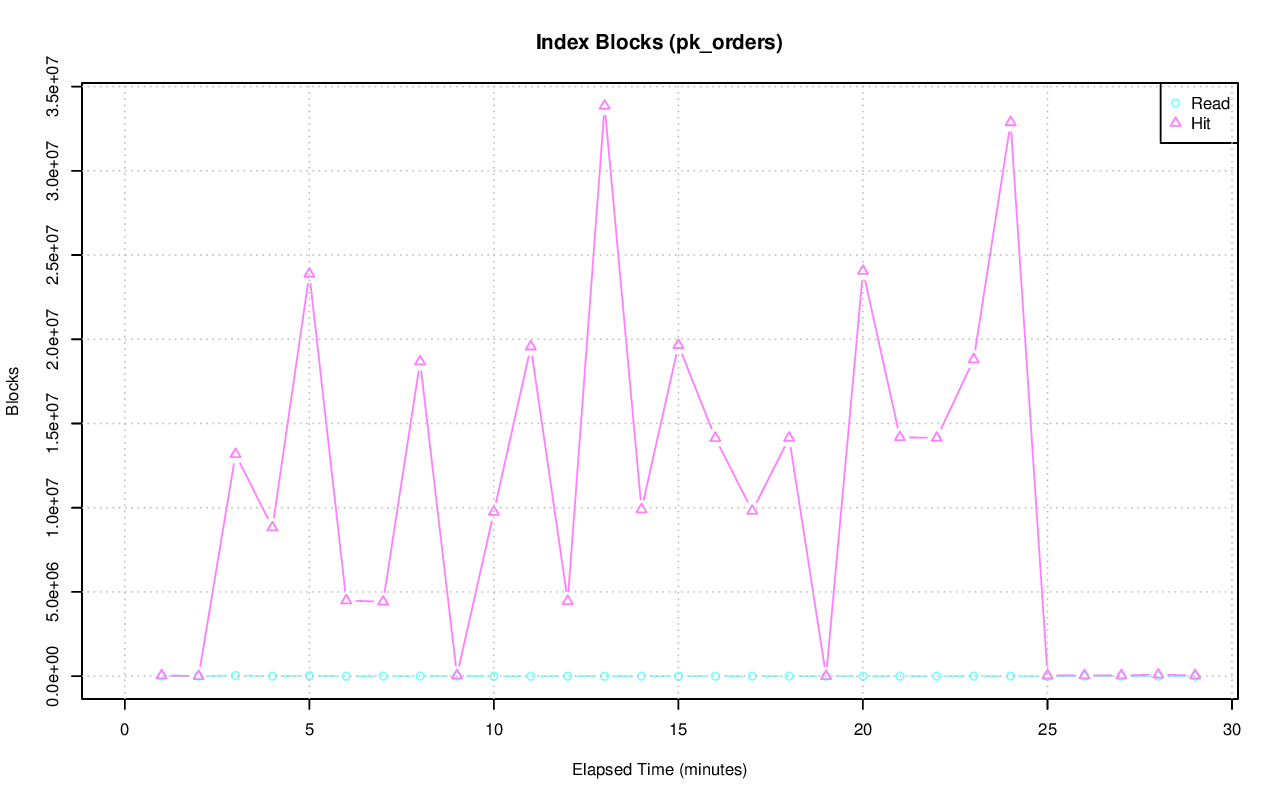 Index Blocks (pk_orders)
Read
Hit
Blocks
3.5e+07
3.0e+07
2.5e+07
2.0e+07
1.5e+07
1.0e+07
5.0e+06
0.0e+00
0 5 10 15 20 25 30
Elapsed Time (minutes)